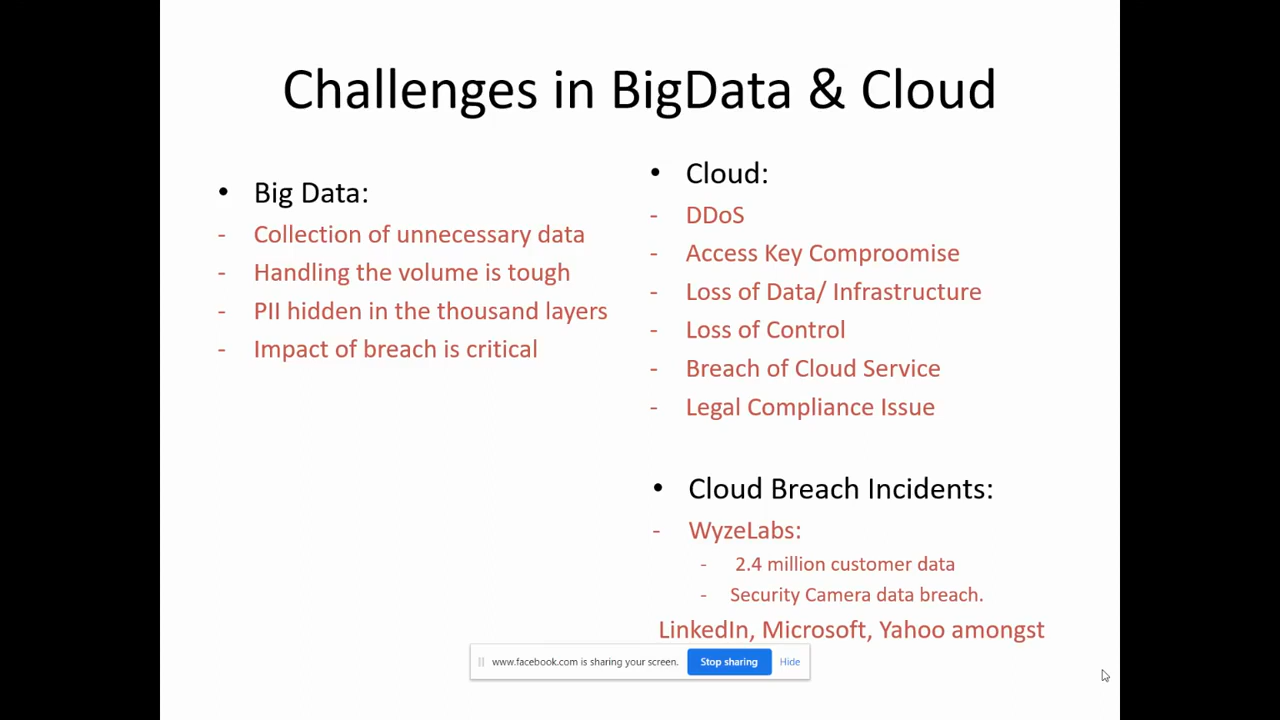 Challenges in BigData & Cloud
• Big Data:
- Collection of unnecessary data
- Handling the volume is tough
- PII hidden in the thousand layers
- Impact of breach is critical
• Cloud:
- DDoS
- Access Key Comproomise
- Loss of Data/ Infrastructure
- Loss of Control
- Breach of Cloud Service
- Legal Compliance Issue
• Cloud Breach Incidents:
- WyzeLabs:
- 2.4 million customer data
- Security Camera data breach.
LinkedIn, Microsoft, Yahoo amongst
www.facebook.com is sharing your screen. Stop sharing Hide